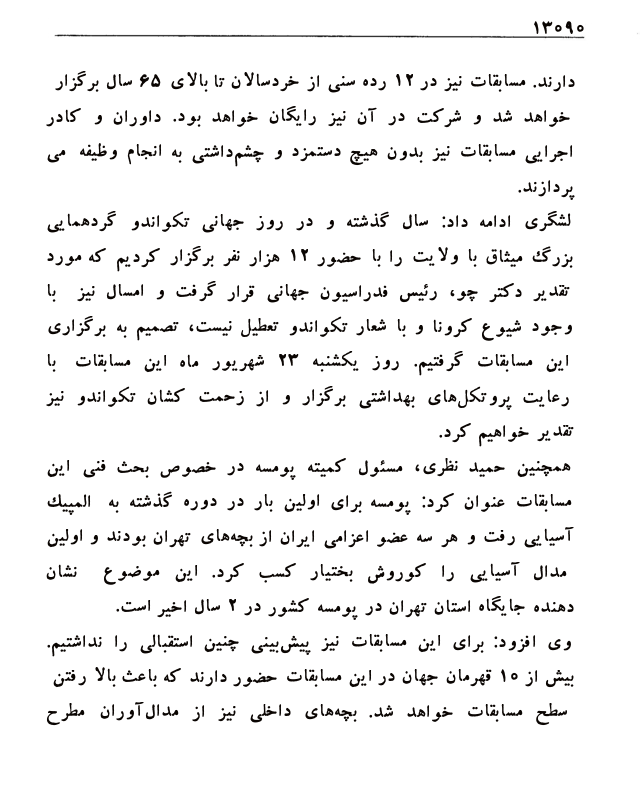 ۱۳۰۹۰
دارند. مسابقات نیز در ۱۲ رده سنی از خردسالان تا بالای ۶۵ سال برگزار
خواهد شد و شرکت در آن نیز رایگان خواهد بود. داوران و کادر
اجرایی مسابقات نیز بدون هیچ دستمزد و چشم‌داشتی به انجام وظیفه می
پردازند.
لشگری ادامه داد: سال گذشته و در روز جهانی تکواندو گردهمایی
بزرگ میثاق با ولایت را با حضور ۱۲ هزار نفر برگزار کردیم که مورد
تقدیر دکتر چو، رئیس فدراسیون جهانی قرار گرفت و امسال نیز با
وجود شیوع کرونا و با شعار تکواندو تعطیل نیست، تصمیم به برگزاری
این مسابقات گرفتیم. روز یکشنبه ۲۳ شهریور ماه این مسابقات با
رعایت پروتکل‌های بهداشتی برگزار و از زحمت کشان تکواندو نیز
تقدیر خواهیم کرد.
همچنین حمید نظری، مسئول کمیته پومسه در خصوص بحث فنی این
مسابقات عنوان کرد: پومسه برای اولین بار در دوره گذشته به المپیک
آسیایی رفت و هر سه عضو اعزامی ایران از بچه‌های تهران بودند و اولین
مدال آسیایی را کوروش بختیار کسب کرد. این موضوع نشان
دهنده جایگاه استان تهران در پومسه کشور در ۲ سال اخیر است.
وی افزود: برای این مسابقات نیز پیش‌بینی چنین استقبالی را نداشتیم.
بیش از ۱۰ قهرمان جهان در این مسابقات حضور دارند که باعث بالا رفتن
سطح مسابقات خواهد شد. بچه‌های داخلی نیز از مدال‌آوران مطرح